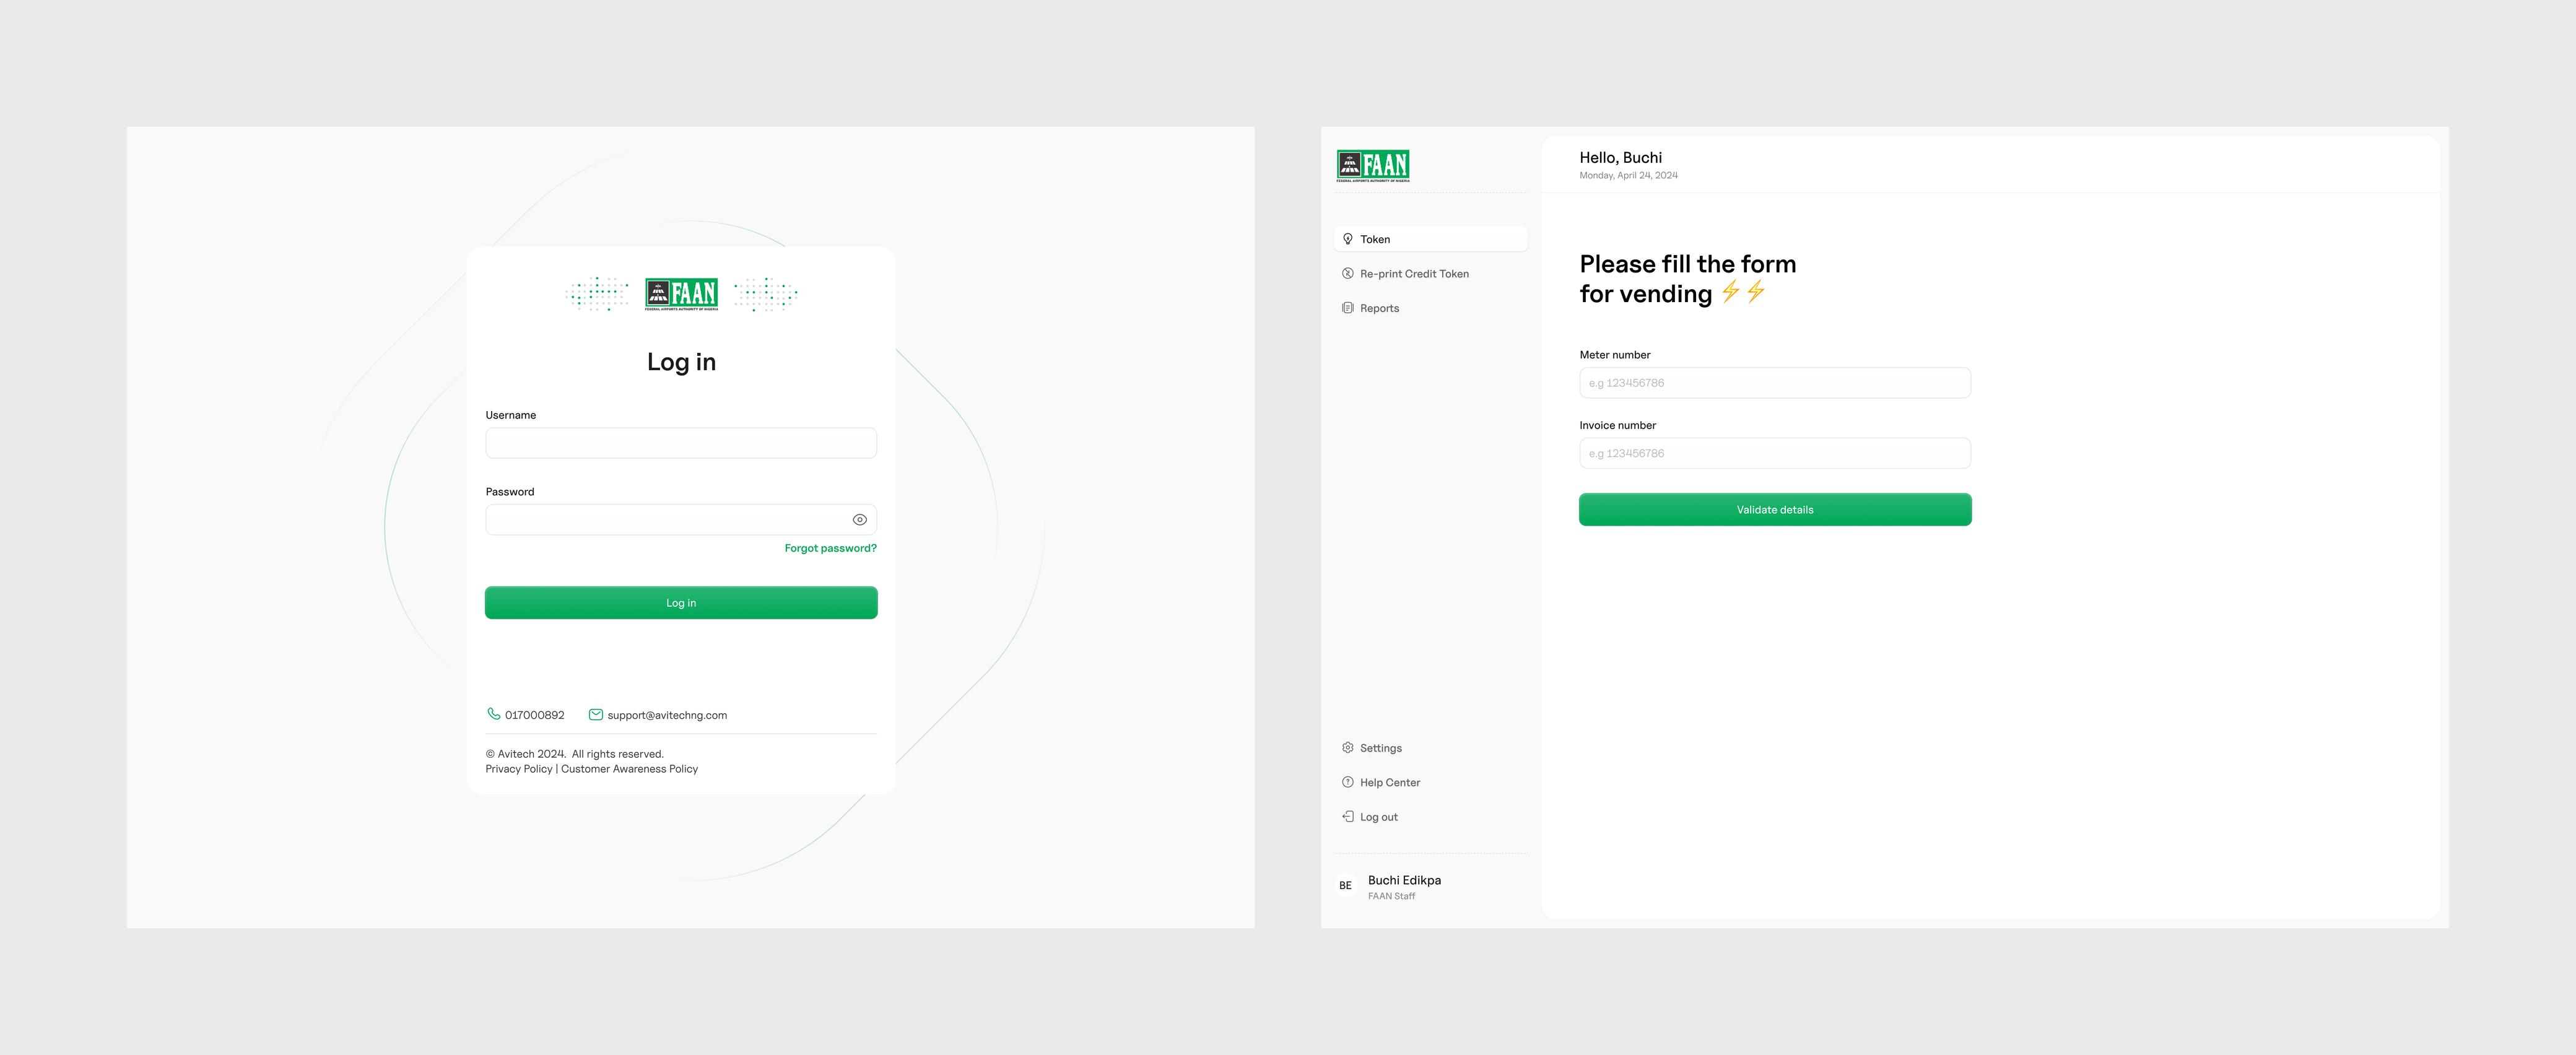 FAAN
FEDERAL AIRPORTS AUTHORITY OF NIGERIA
Log in
Username
Password
Forgot password?
Log in
017000892
support@avitechng.com
© Avitech 2024.  All rights reserved.
Privacy Policy | Customer Awareness Policy
FAAN
FEDERAL AIRPORTS AUTHORITY OF NIGERIA
Token
Re-print Credit Token
Reports
Settings
Help Center
Log out
BE
Buchi Edikpa
FAAN Staff
Hello, Buchi
Monday, April 24, 2024
Please fill the form
for vending ⚡⚡
Meter number
e.g 123456786
Invoice number
e.g 123456786
Validate details